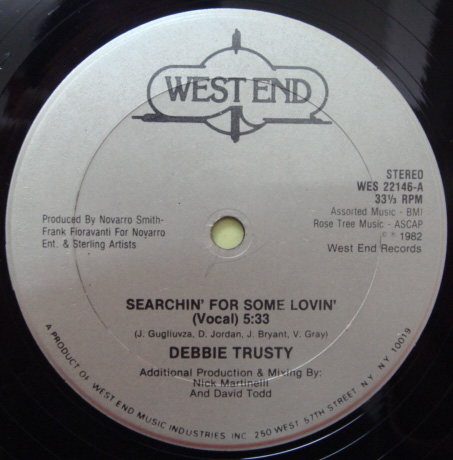 WEST END
STEREO
WES 22146-A
33⅓ RPM
Assorted Music - BMI
Rose Tree Music - ASCAP
© ℗ 1982
West End Records
Produced By Novarro Smith-
Frank Fioravanti For Novarro
Ent. & Sterling Artists
SEARCHIN' FOR SOME LOVIN'
(Vocal) 5:33
(J. Gugliuvza, D. Jordan, J. Bryant, V. Gray)
DEBBIE TRUSTY
Additional Production & Mixing By:
Nick Martinelli
And David Todd
A PRODUCT OF WEST END MUSIC INDUSTRIES INC. 250 WEST 57TH STREET NY, NY 10019